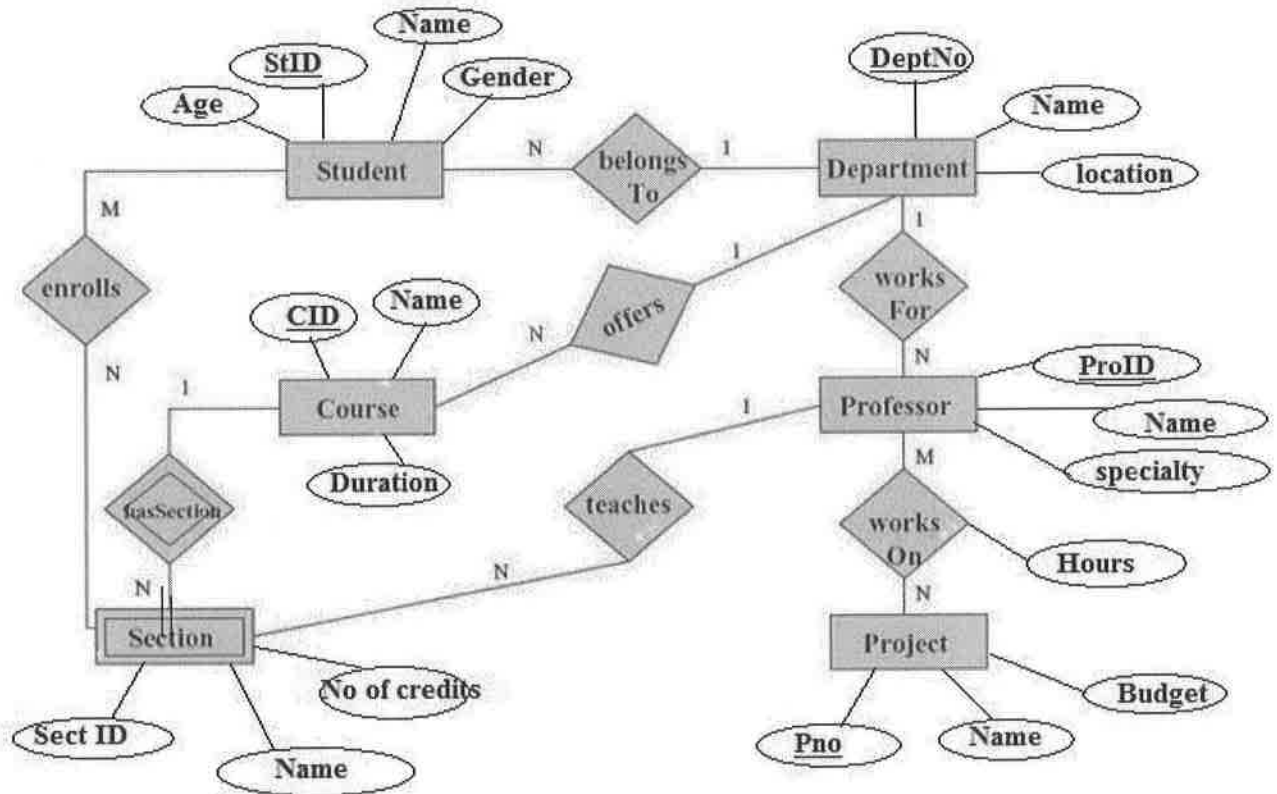 Name
StID
Gender
Age
DeptNo
Name
location
Student
N
belongs
To
1
Department
M
enrolls
N
1
works
For
N
1
offers
N
CID
Name
Course
Duration
1
hasSection
N
ProID
Name
specialty
Professor
1
teaches
N
M
works
On
N
Hours
Section
No of credits
Sect ID
Name
Project
Budget
Pno
Name